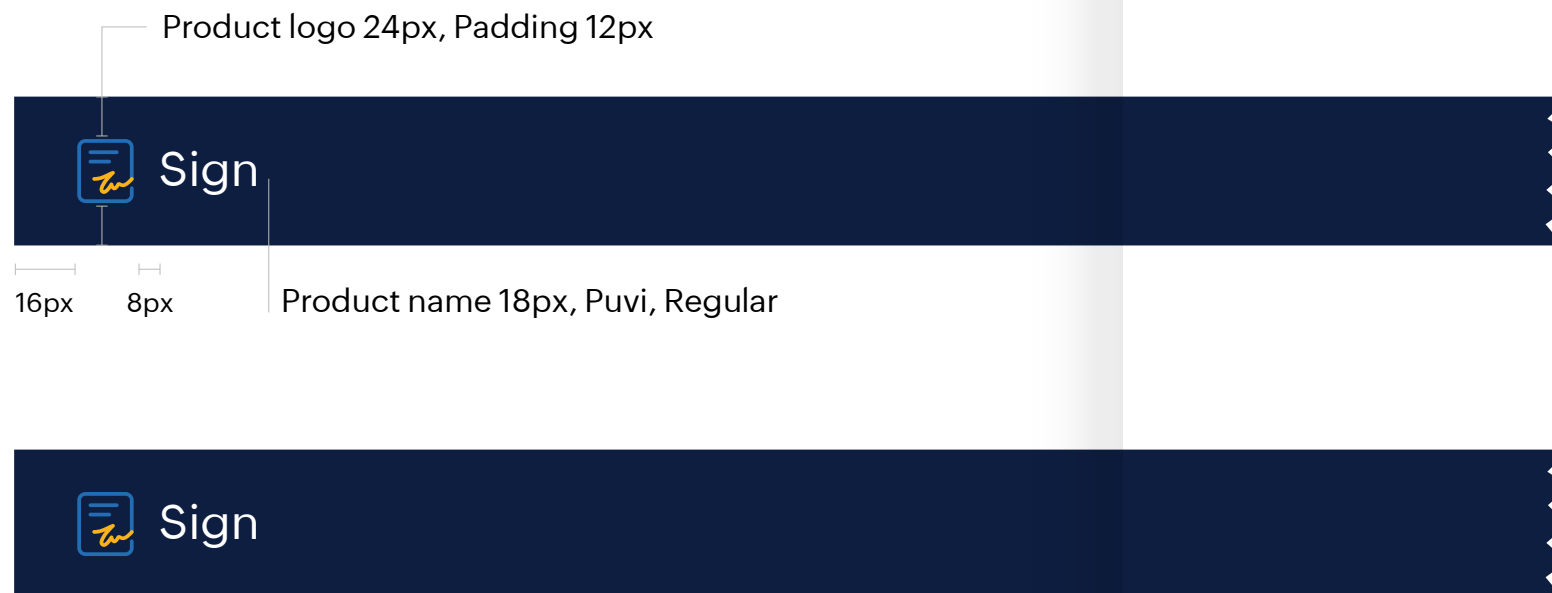 Product logo 24px, Padding 12px
Sign
16px
8px
Product name 18px, Puvi, Regular
Sign